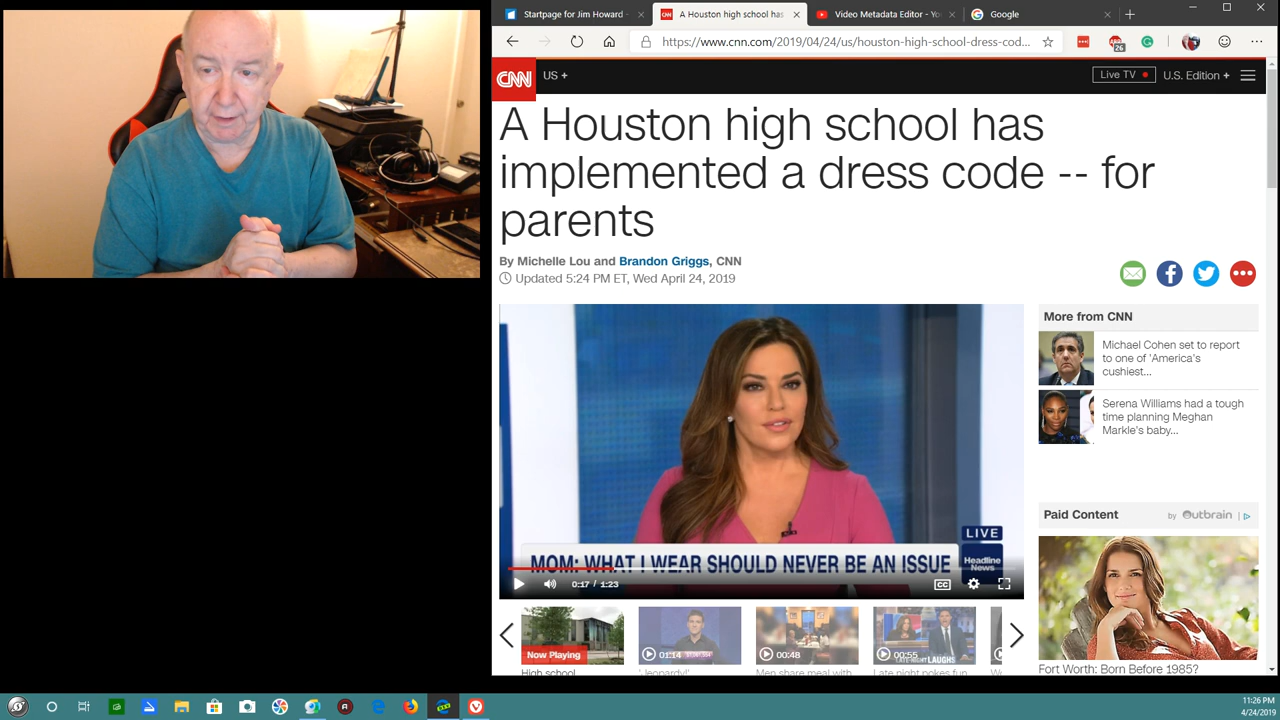 Startpage for Jim Howard -
A Houston high school has
Video Metadata Editor - Yo
Google
26
https://www.cnn.com/2019/04/24/us/houston-high-school-dress-cod...
CNN
US +
Live TV
U.S. Edition +
A Houston high school has
implemented a dress code -- for
parents
By Michelle Lou and Brandon Griggs, CNN
Updated 5:24 PM ET, Wed April 24, 2019
MOM: WHAT I WEAR SHOULD NEVER BE AN ISSUE
LIVE
Headline
News
0:17 / 1:23
CC
Now Playing
High school
01:14
'Jeopardy!'
00:48
Men share meal with
00:55
LATE NIGHT LAUGHS
Late night pokes fun
More from CNN
Michael Cohen set to report
to one of 'America's
cushiest...
Serena Williams had a tough
time planning Meghan
Markle's baby...
Paid Content
by Outbrain
Fort Worth: Born Before 1985?
11:26 PM
4/24/2019